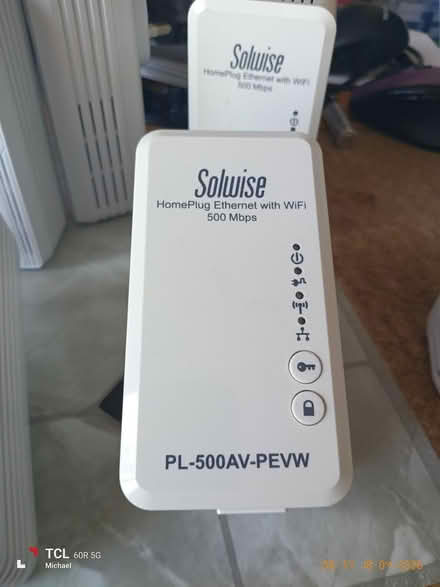 Solwise
HomePlug Ethernet with WiFi
500 Mbps
Solwise
HomePlug Ethernet with WiFi
500 Mbps
PL-500AV-PEVW
TCL 60R 5G
Michael